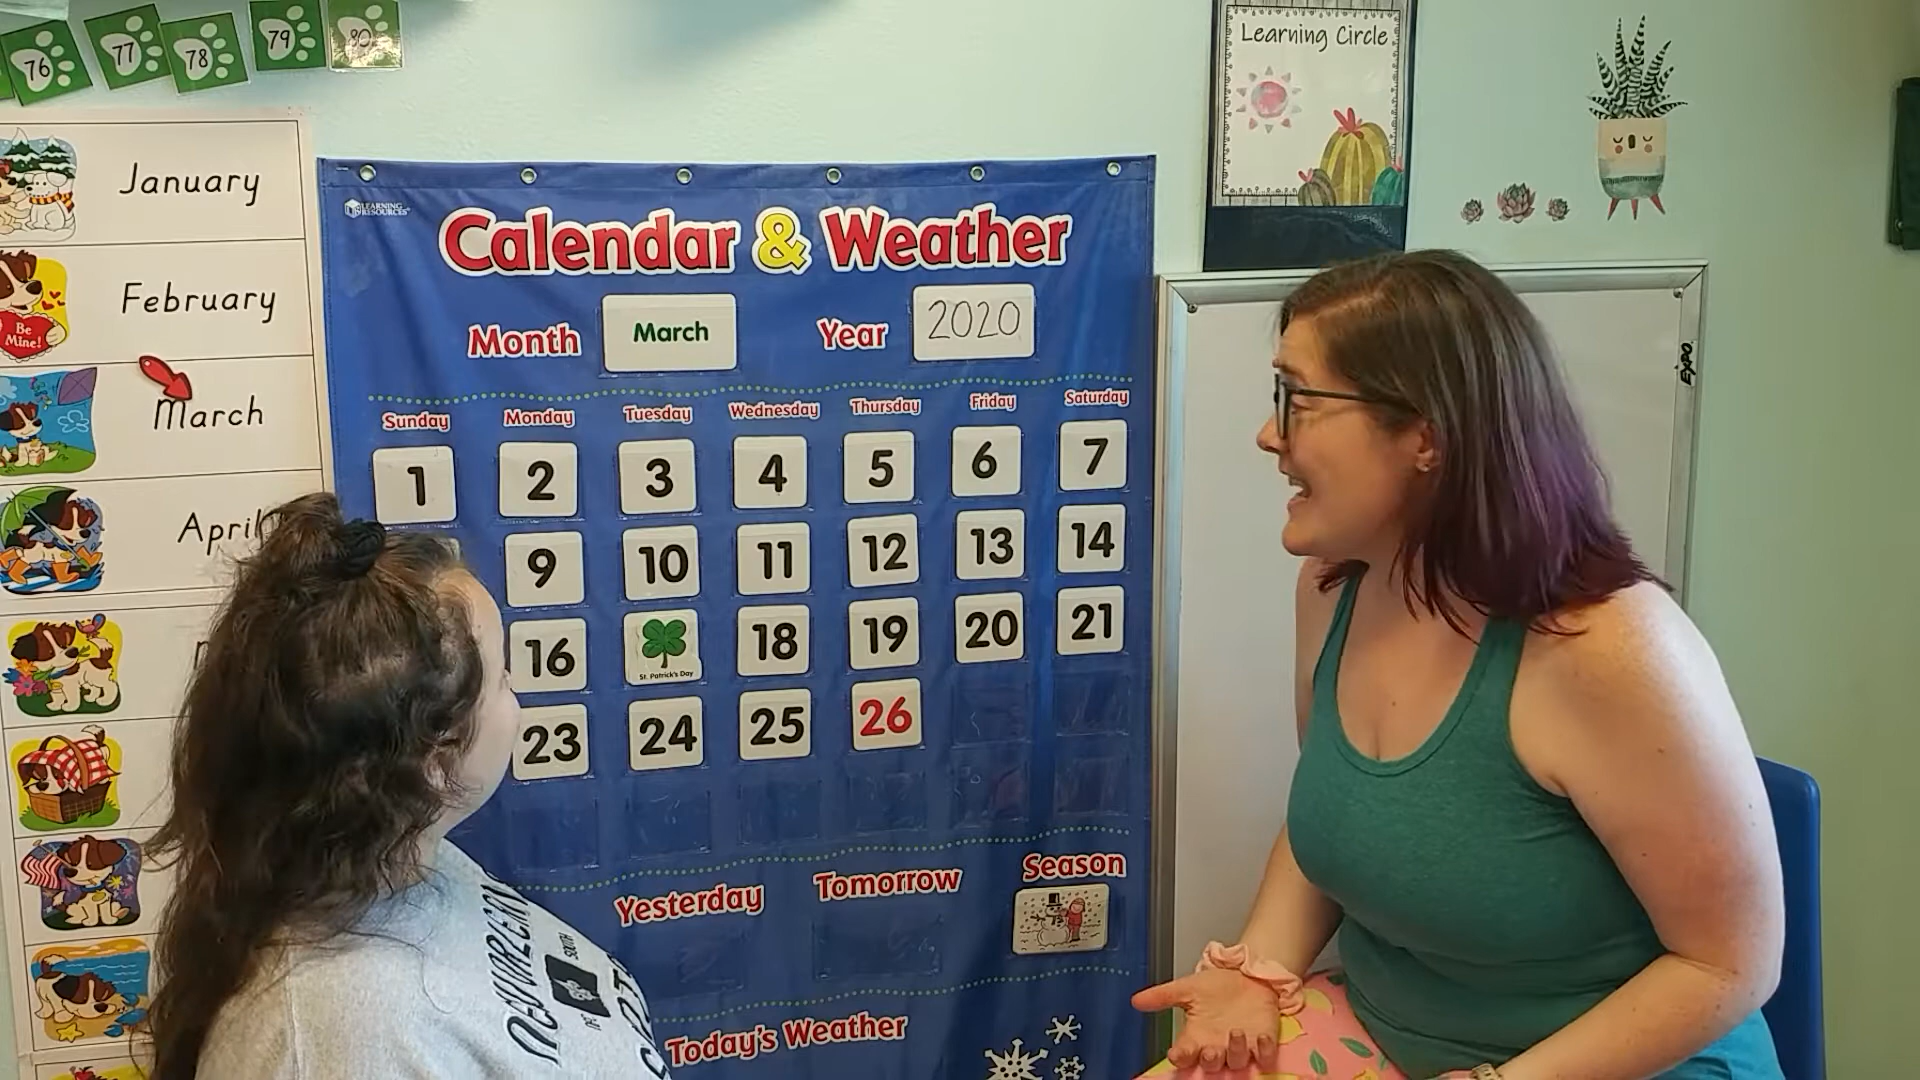 76 77 78 79 80
Learning Circle
January
February
Be
Mine!
March
April
LEARNING
RESOURCES
Calendar & Weather
Month March Year 2020
Sunday Monday Tuesday Wednesday Thursday Friday Saturday
1 2 3 4 5 6 7
9 10 11 12 13 14
16 St. Patrick's Day 18 19 20 21
23 24 25 26
Yesterday Tomorrow Season
Today's Weather
EXPO